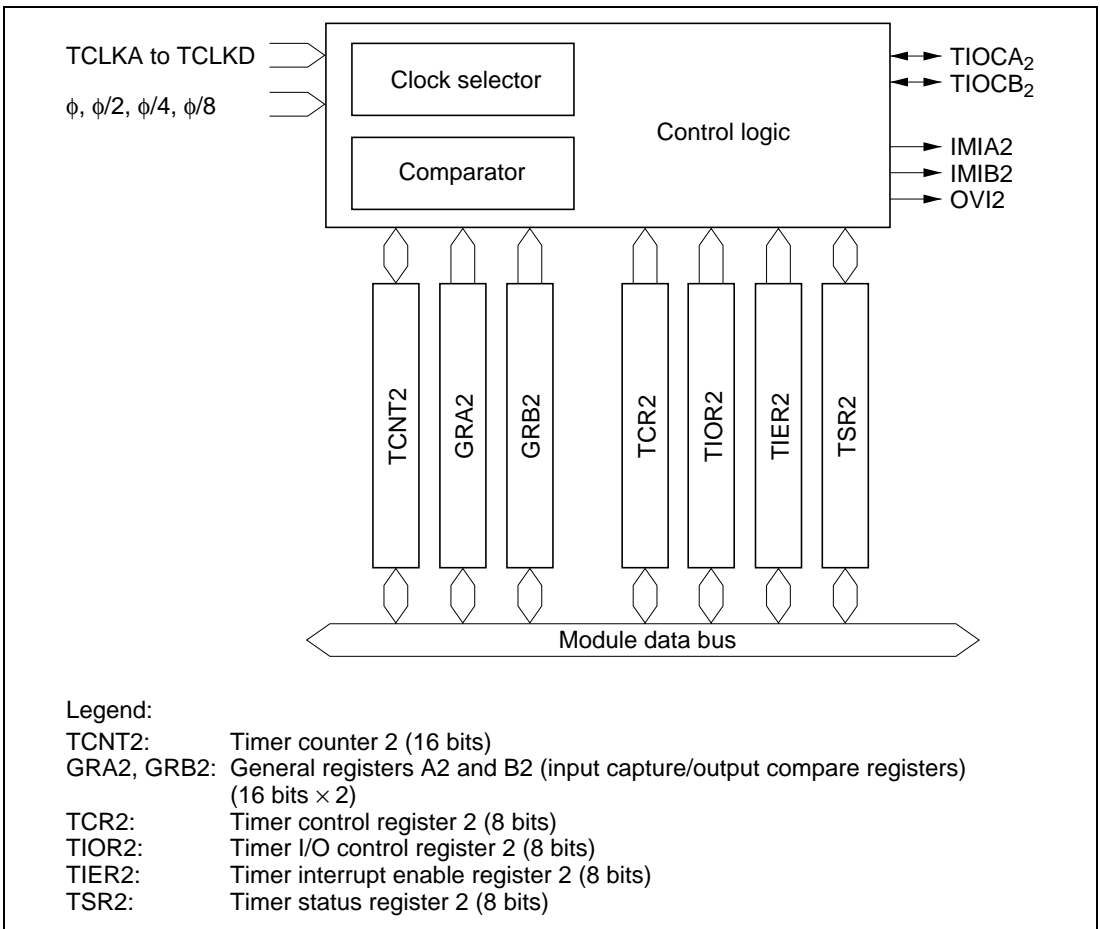 TCLKA to TCLKD
ϕ, ϕ/2, ϕ/4, ϕ/8
Clock selector
Comparator
Control logic
TIOCA2
TIOCB2
IMIA2
IMIB2
OVI2
TCNT2
GRA2
GRB2
TCR2
TIOR2
TIER2
TSR2
Module data bus
Legend:
TCNT2: Timer counter 2 (16 bits)
GRA2, GRB2: General registers A2 and B2 (input capture/output compare registers)
(16 bits × 2)
TCR2: Timer control register 2 (8 bits)
TIOR2: Timer I/O control register 2 (8 bits)
TIER2: Timer interrupt enable register 2 (8 bits)
TSR2: Timer status register 2 (8 bits)